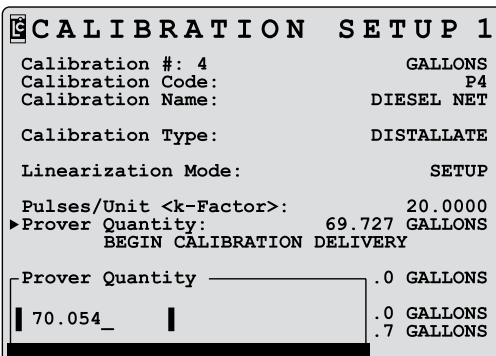 LC CALIBRATION SETUP 1
Calibration #: 4 GALLONS
Calibration Code: P4
Calibration Name: DIESEL NET
Calibration Type: DISTALLATE
Linearization Mode: SETUP
Pulses/Unit <k-Factor>: 20.0000
▶Prover Quantity: 69.727 GALLONS
BEGIN CALIBRATION DELIVERY
Prover Quantity .0 GALLONS
70.054_ .0 GALLONS
.7 GALLONS